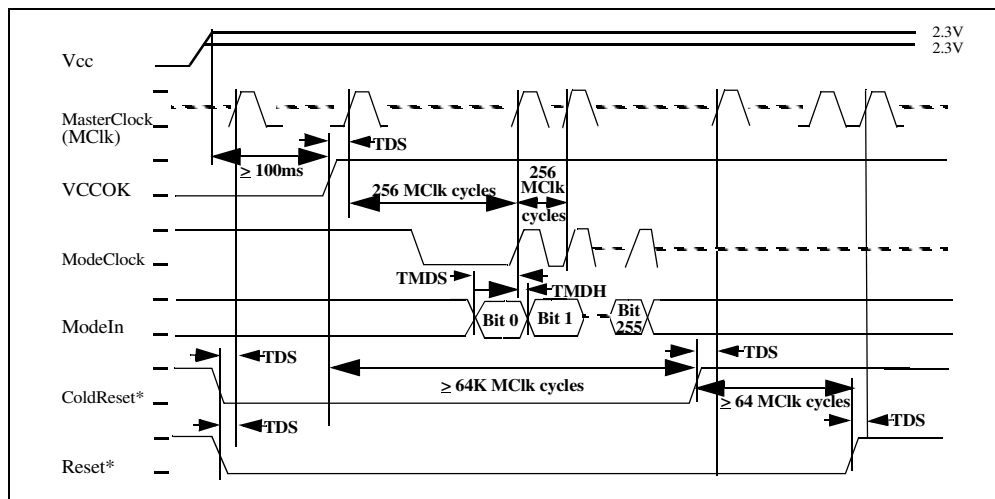 2.3V
2.3V
Vcc
MasterClock
(MClk)
TDS
≥ 100ms
VCCOK
256 MClk cycles
256
MClk
cycles
ModeClock
TMDS
TMDH
ModeIn
Bit 0
Bit 1
Bit
255
TDS
TDS
≥ 64K MClk cycles
ColdReset*
≥ 64 MClk cycles
TDS
TDS
Reset*